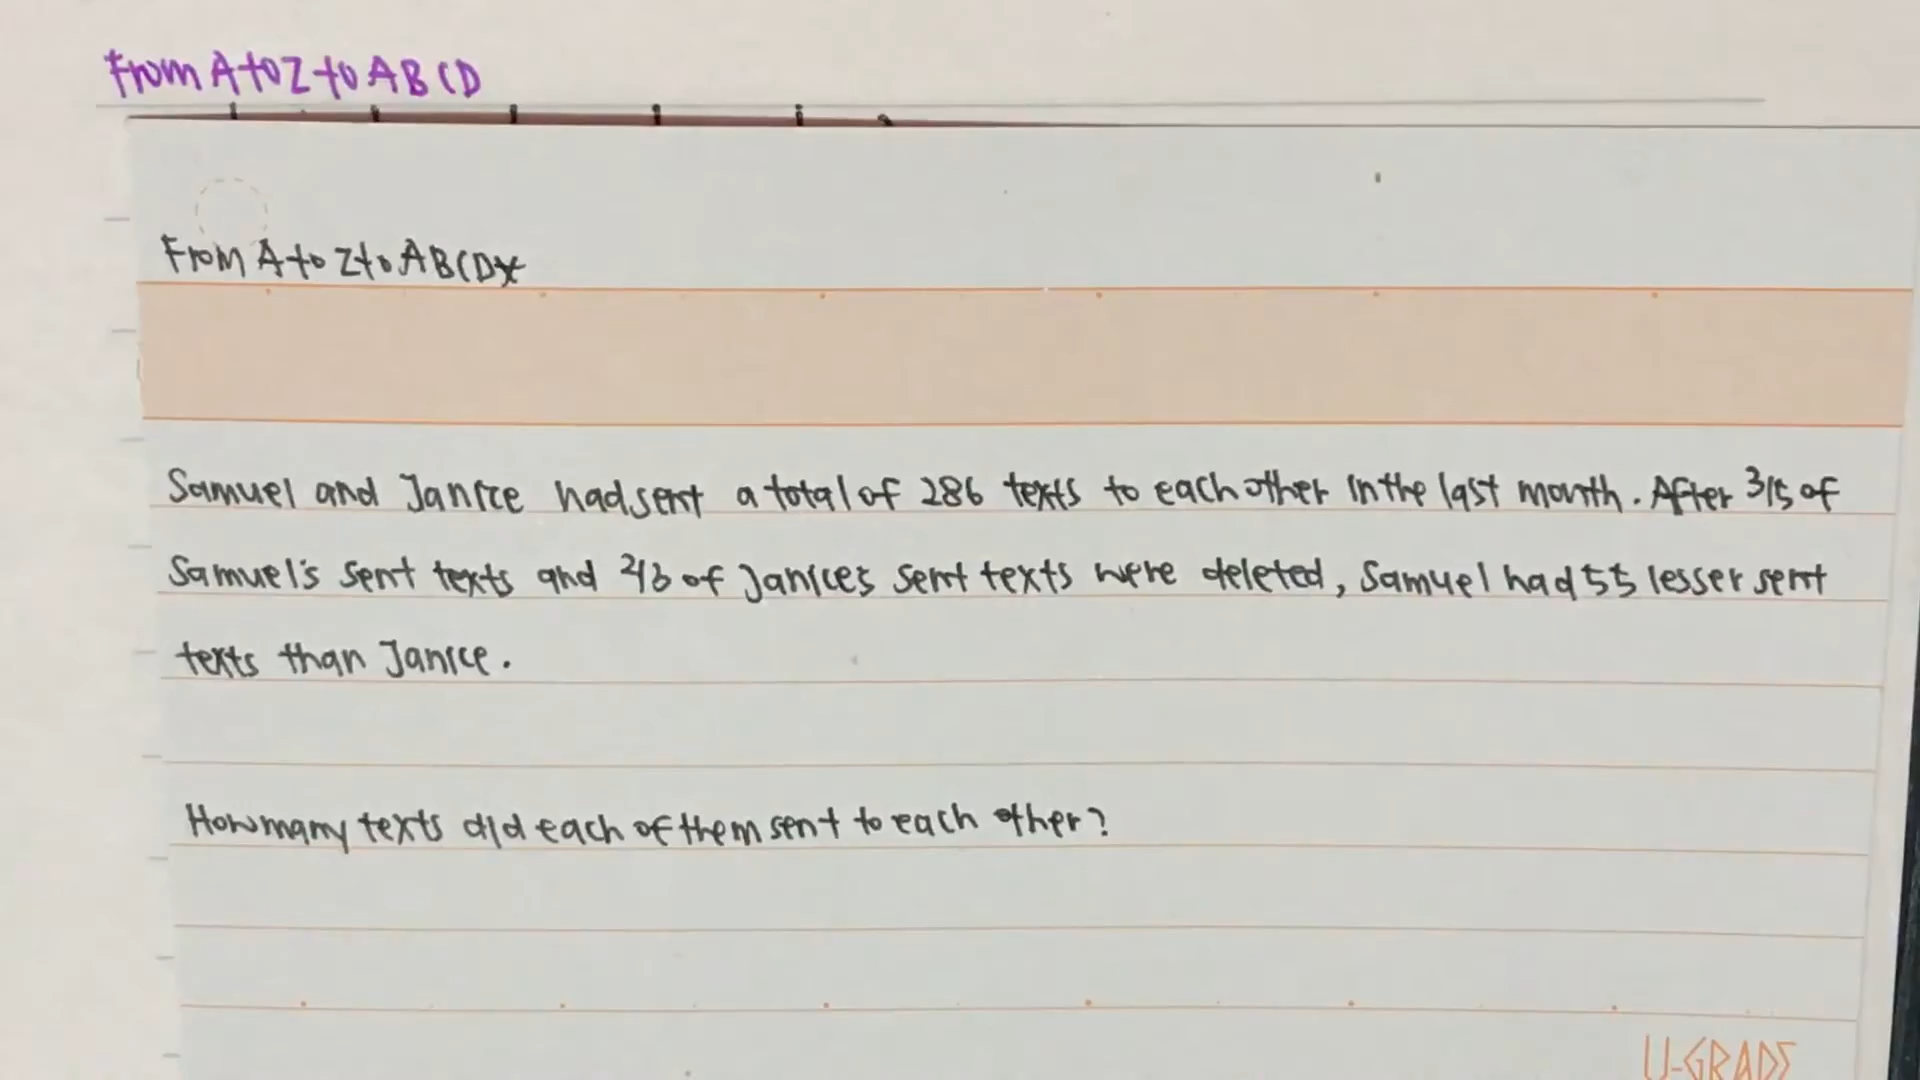 From A to Z to ABCD
From A to Z to ABCD
Samuel and Janice had sent a total of 286 texts to each other in the last month. After 3/5 of
Samuel's sent texts and 2/6 of Janice's sent texts were deleted, Samuel had 55 lesser sent
texts than Janice.
How many texts did each of them sent to each other?
U-GRADE